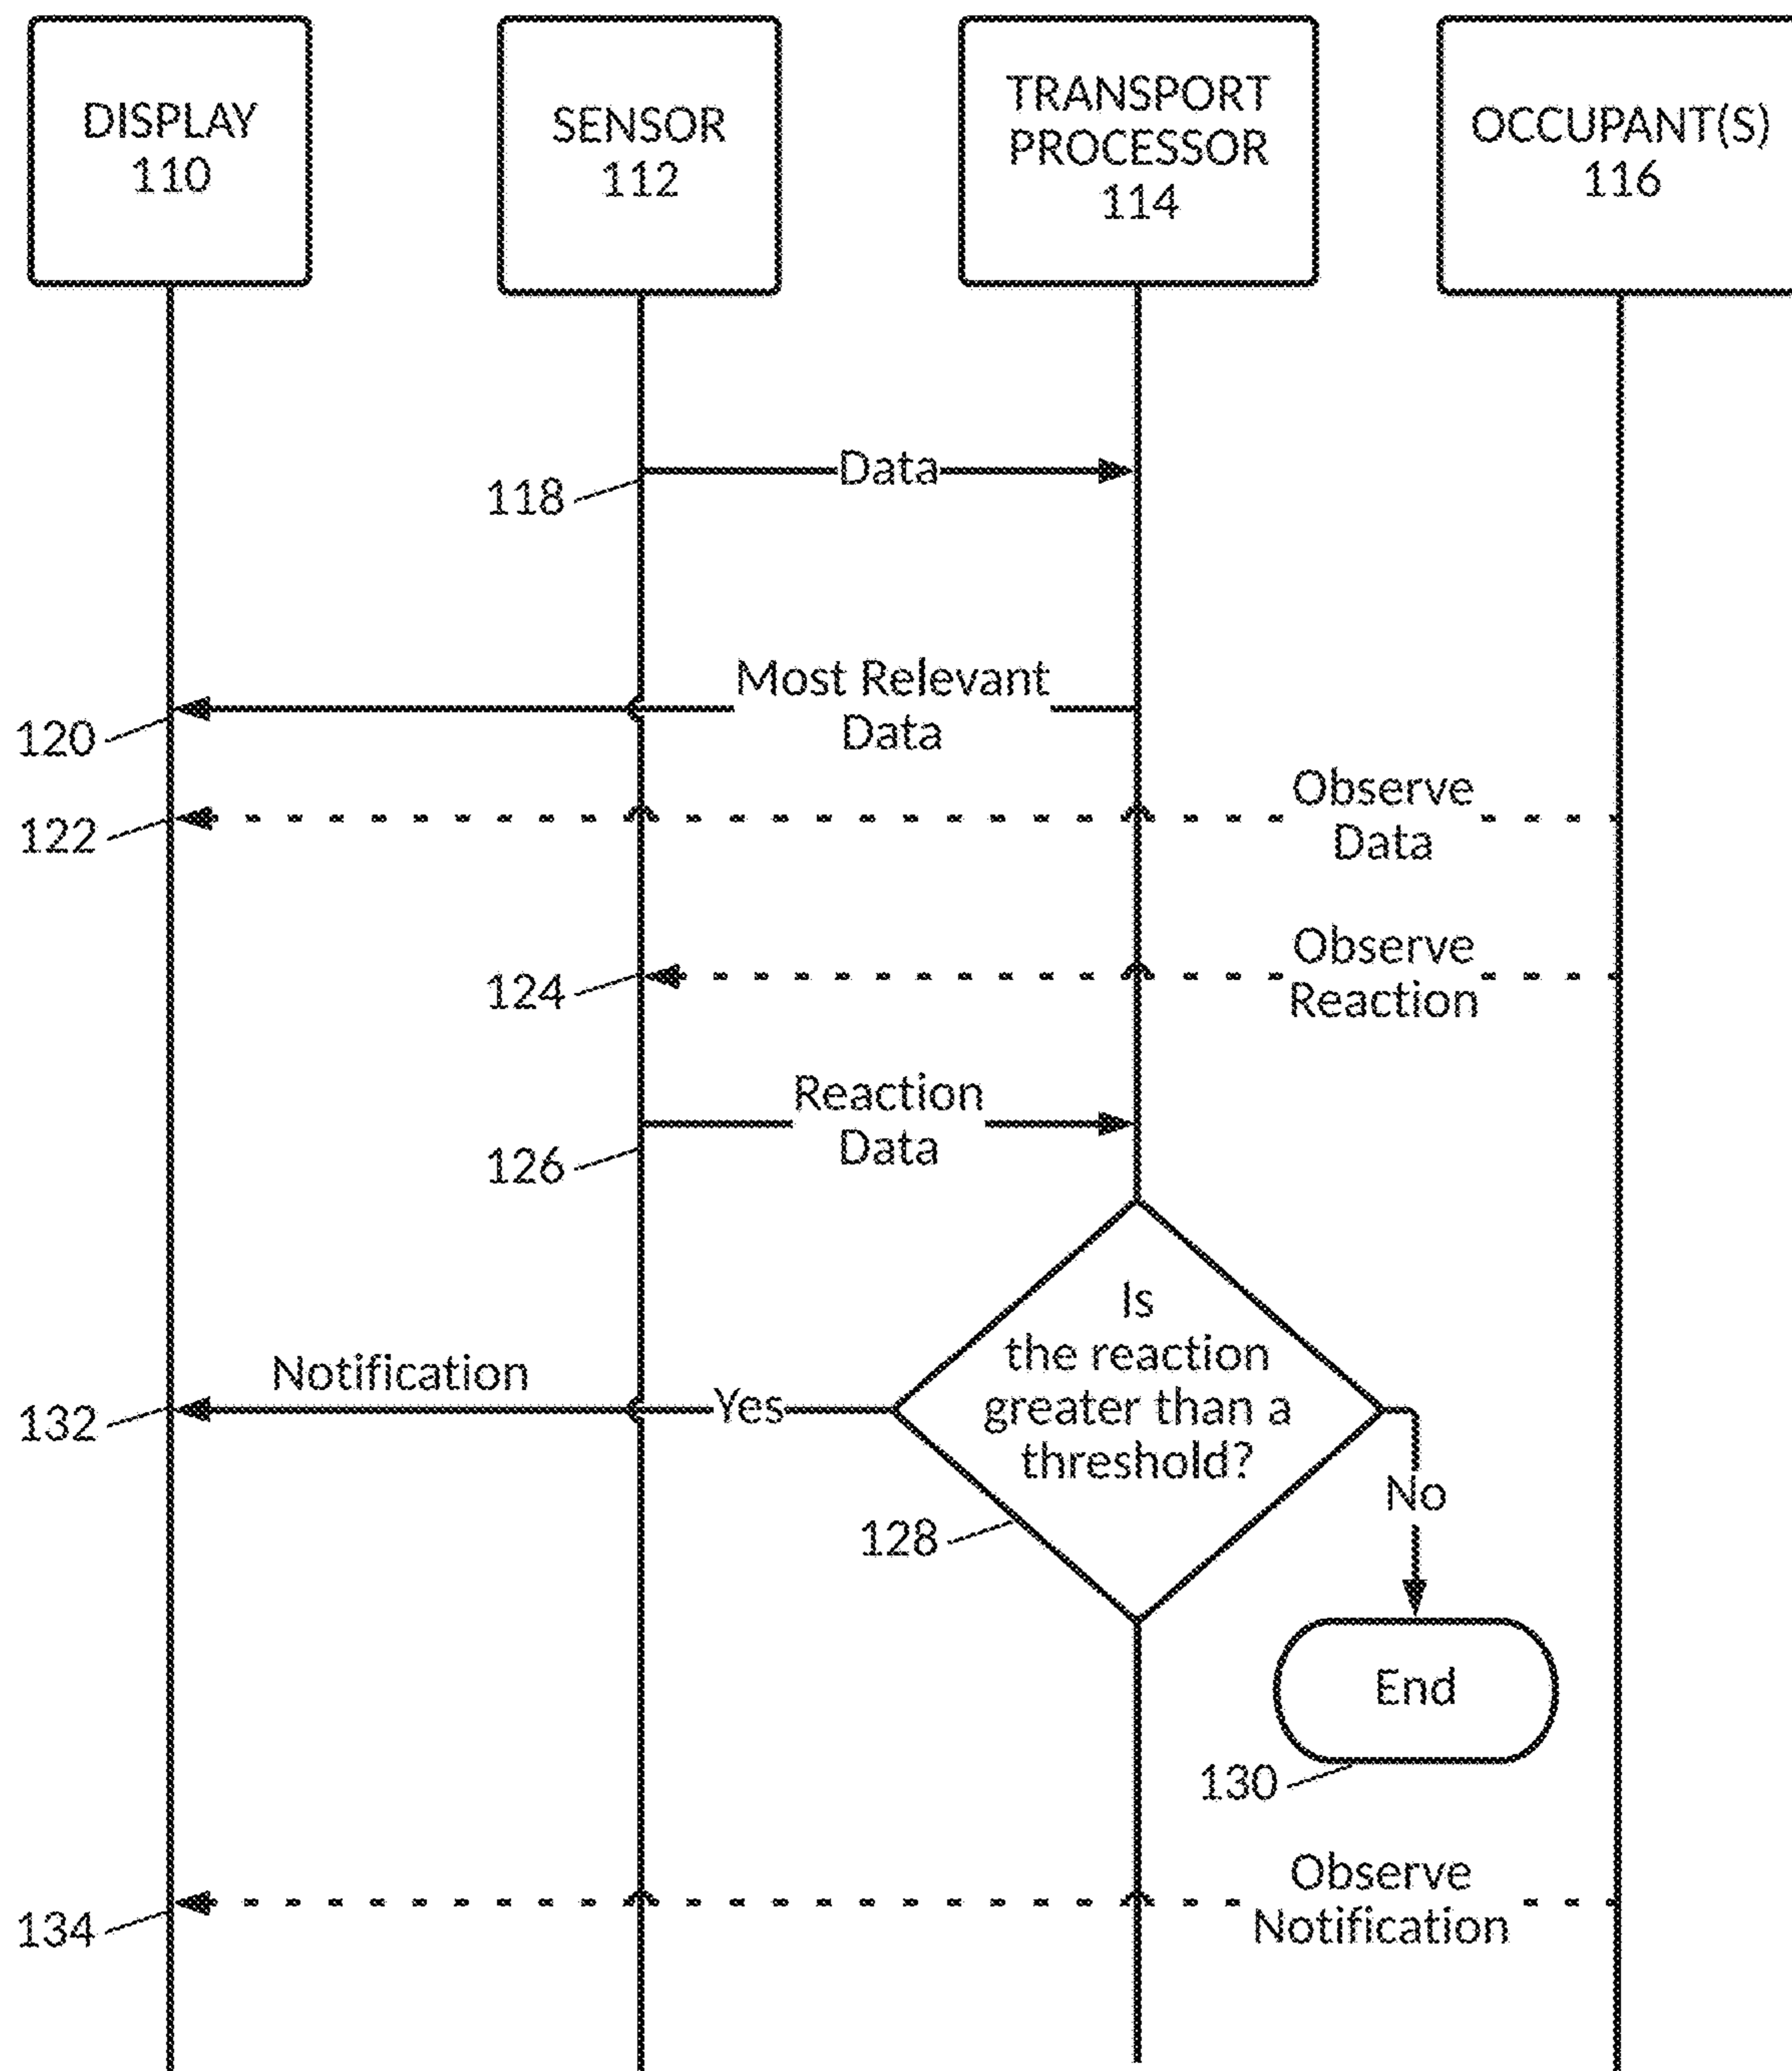 DISPLAY
110
SENSOR
112
TRANSPORT
PROCESSOR
114
OCCUPANT(S)
116
Data
118
Most Relevant
Data
120
Observe
Data
122
Observe
Reaction
124
Reaction
Data
126
Is
the reaction
greater than a
threshold?
Notification
Yes
132
No
128
End
130
Observe
Notification
134